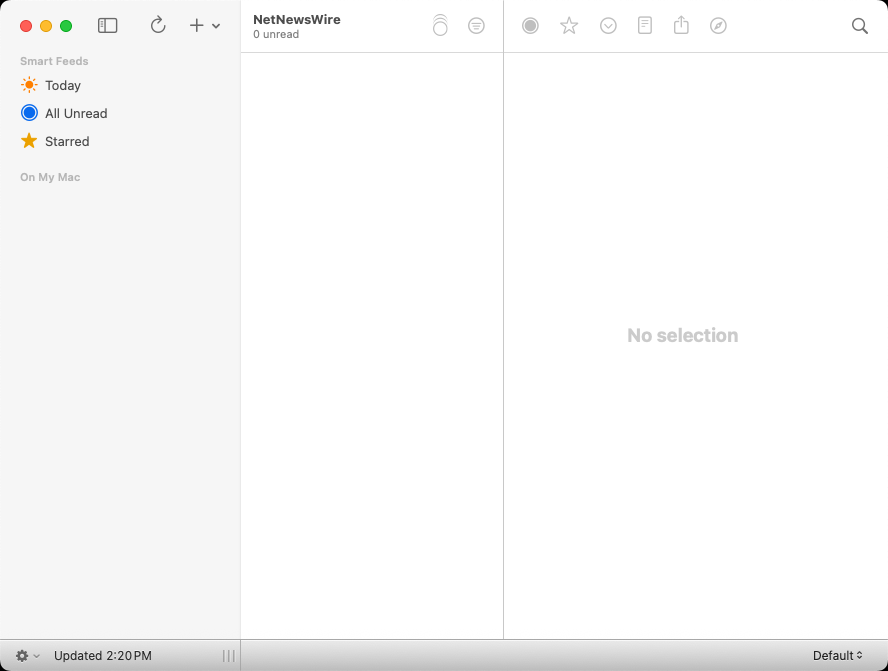 NetNewsWire
0 unread
Smart Feeds
Today
All Unread
Starred
On My Mac
No selection
Updated 2:20 PM
Default